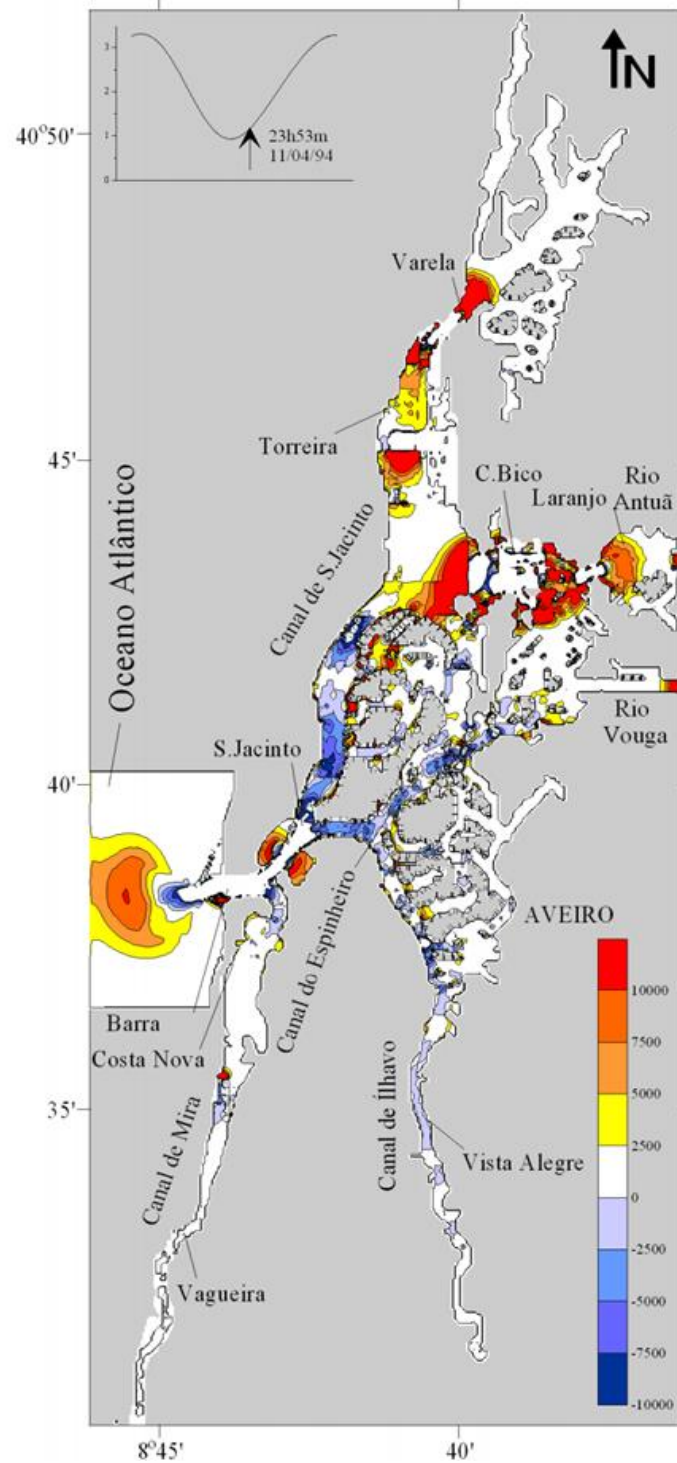 3
2
1
0
23h53m
11/04/94
N
40°50'
Varela
Torreira
45'
C.Bico
Laranjo
Rio
Antuã
Canal de S.Jacinto
Oceano Atlântico
Rio
Vouga
S.Jacinto
40'
Canal do Espinheiro
AVEIRO
Barra
Costa Nova
35'
Canal de Mira
Canal de Ílhavo
Vista Alegre
Vagueira
10000
7500
5000
2500
0
-2500
-5000
-7500
-10000
8°45'
40'